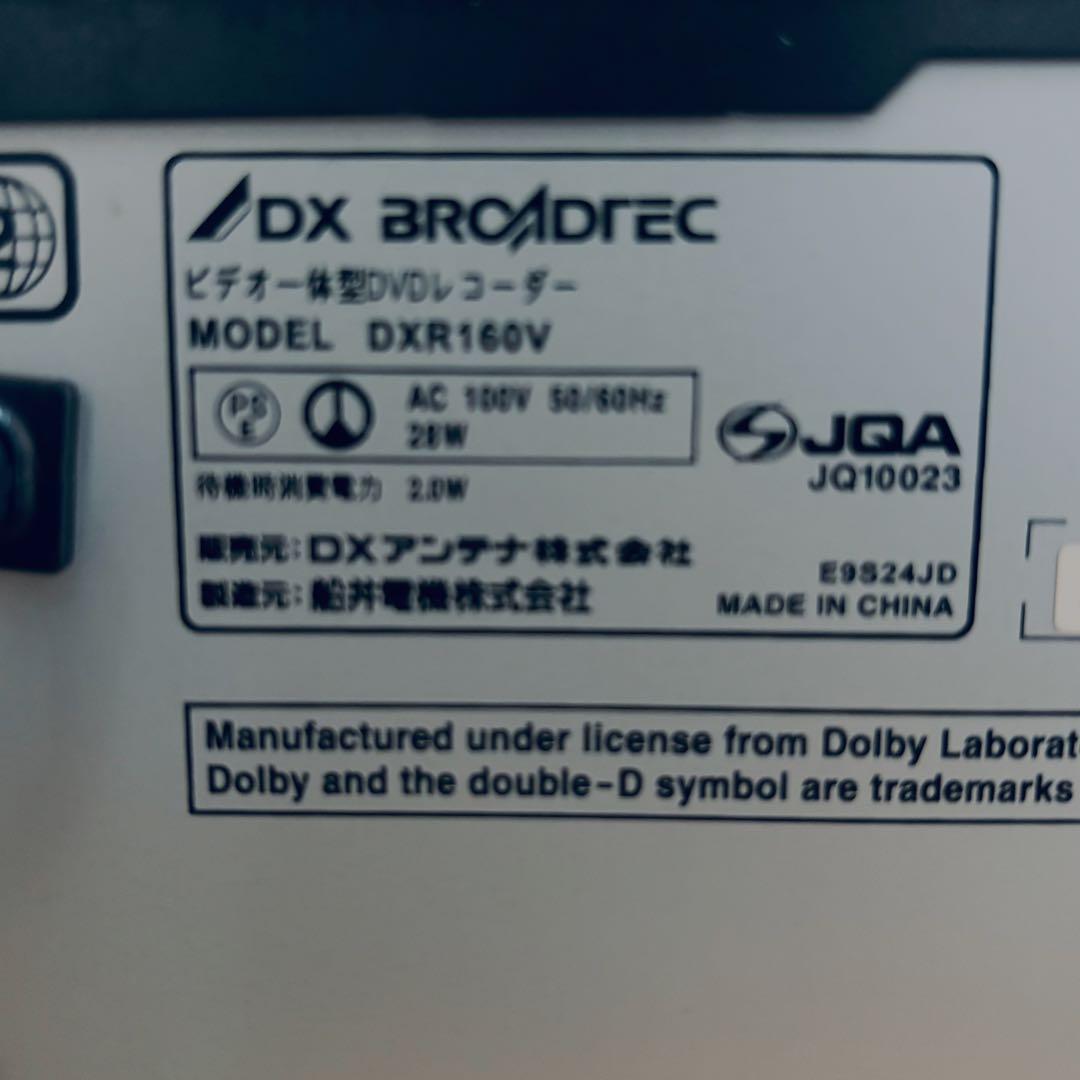 2
DX BROADTEC
ビデオ一体型DVDレコーダー
MODEL DXR160V
PS
E
AC 100V 50/60Hz
28W
待機時消費電力 2.0W
JQA
JQ10023
販売元:DXアンテナ株式会社
製造元:船井電機株式会社
E9S24JD
MADE IN CHINA
Manufactured under license from Dolby Laborat
Dolby and the double-D symbol are trademarks